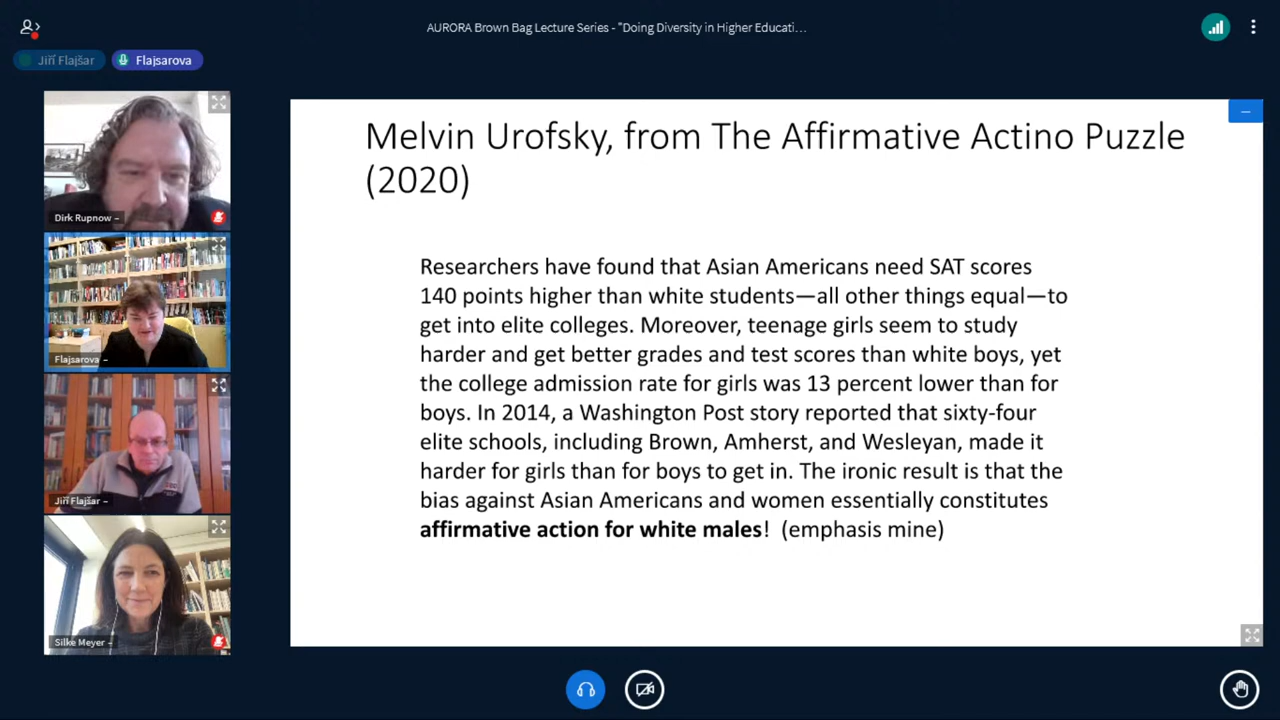 AURORA Brown Bag Lecture Series - "Doing Diversity in Higher Educati…
Jiří Flajšar
Flajsarova
Dirk Rupnow –
Flajsarova –
Jiří Flajšar –
Silke Meyer –
Melvin Urofsky, from The Affirmative Actino Puzzle
(2020)
Researchers have found that Asian Americans need SAT scores
140 points higher than white students—all other things equal—to
get into elite colleges. Moreover, teenage girls seem to study
harder and get better grades and test scores than white boys, yet
the college admission rate for girls was 13 percent lower than for
boys. In 2014, a Washington Post story reported that sixty-four
elite schools, including Brown, Amherst, and Wesleyan, made it
harder for girls than for boys to get in. The ironic result is that the
bias against Asian Americans and women essentially constitutes
affirmative action for white males! (emphasis mine)